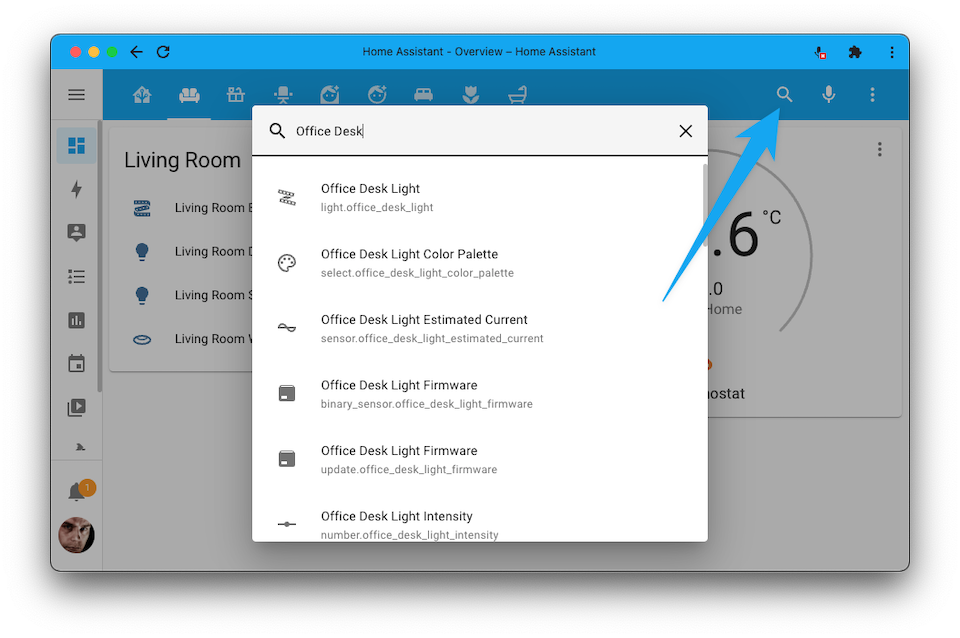 Home Assistant - Overview – Home Assistant
Office Desk
Living Room
Office Desk Light
light.office_desk_light
Living Room
Office Desk Light Color Palette
select.office_desk_light_color_palette
Living Room
Office Desk Light Estimated Current
sensor.office_desk_light_estimated_current
Living Room
Living Room
Office Desk Light Firmware
binary_sensor.office_desk_light_firmware
Office Desk Light Firmware
update.office_desk_light_firmware
Office Desk Light Intensity
number.office_desk_light_intensity
.6 °C
.0
Home
1